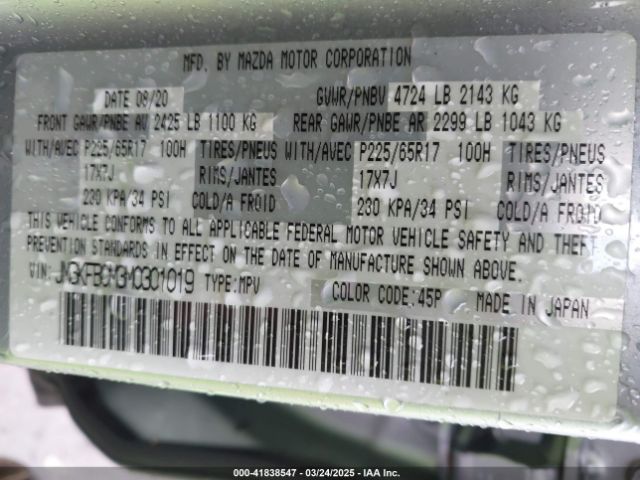 MFD. BY MAZDA MOTOR CORPORATION
DATE 08/20 GVWR/PNBV 4724 LB 2143 KG
FRONT GAWR/PNBE AV 2425 LB 1100 KG REAR GAWR/PNBE AR 2299 LB 1043 KG
WITH/AVEC P225/65R17 100H TIRES/PNEUS WITH/AVEC P225/65R17 100H TIRES/PNEUS
17X7J RIMS/JANTES 17X7J RIMS/JANTES
230 KPA/34 PSI COLD/A FROID 230 KPA/34 PSI COLD/A FROID
THIS VEHICLE CONFORMS TO ALL APPLICABLE FEDERAL MOTOR VEHICLE SAFETY AND THEFT
PREVENTION STANDARDS IN EFFECT ON THE DATE OF MANUFACTURE SHOWN ABOVE.
VIN: JM3KFBCM3M0301019 TYPE:MPV COLOR CODE:45P MADE IN JAPAN
000-41838547 - 03/24/2025 - IAA Inc.